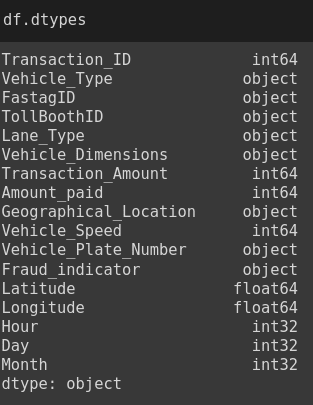 df.dtypes
Transaction_ID int64
Vehicle_Type object
FastagID object
TollBoothID object
Lane_Type object
Vehicle_Dimensions object
Transaction_Amount int64
Amount_paid int64
Geographical_Location object
Vehicle_Speed int64
Vehicle_Plate_Number object
Fraud_indicator object
Latitude float64
Longitude float64
Hour int32
Day int32
Month int32
dtype: object